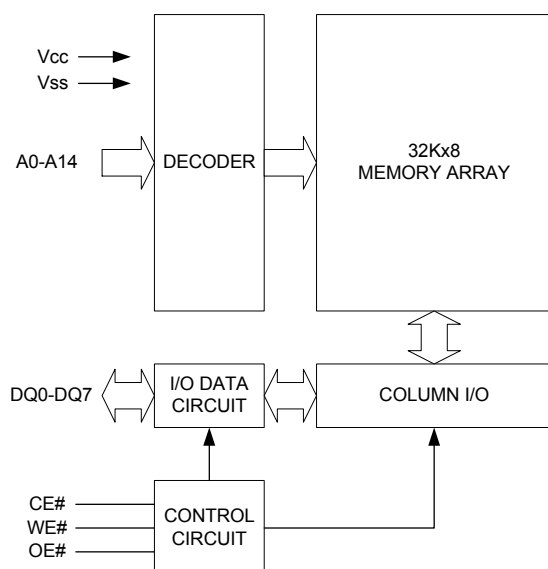 Vcc
Vss
A0-A14
DECODER
32Kx8
MEMORY ARRAY
DQ0-DQ7
I/O DATA
CIRCUIT
COLUMN I/O
CE#
WE#
OE#
CONTROL
CIRCUIT